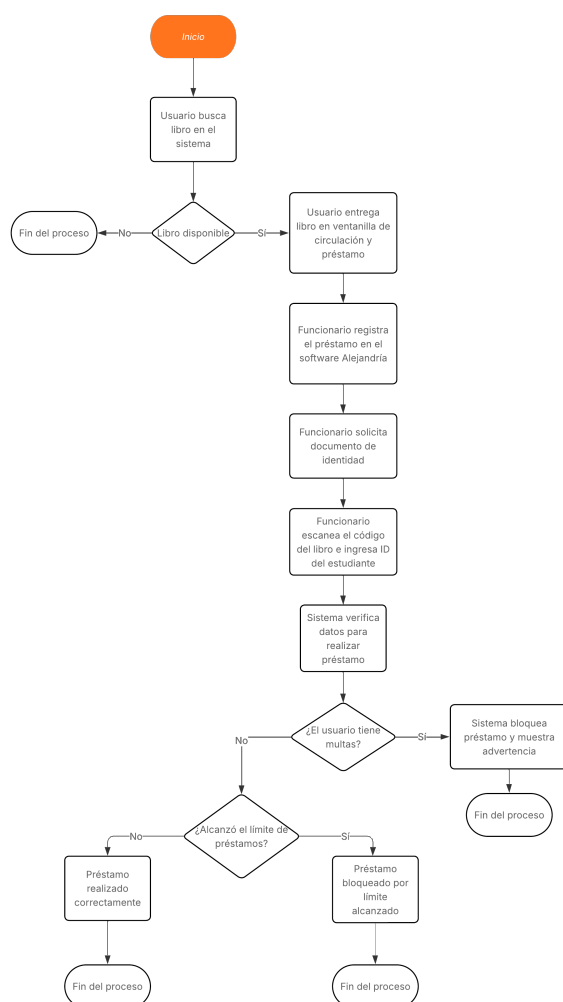 Inicio
Usuario busca
libro en el
sistema
Fin del proceso
No
Libro disponible
Sí
Usuario entrega
libro en ventanilla de
circulación y
préstamo
Funcionario registra
el préstamo en el
software Alejandría
Funcionario solicita
documento de
identidad
Funcionario
escanea el código
del libro e ingresa ID
del estudiante
Sistema verifica
datos para
realizar
préstamo
¿El usuario tiene
multas?
Sí
Sistema bloquea
préstamo y muestra
advertencia
Fin del proceso
No
¿Alcanzó el límite de
préstamos?
No
Sí
Préstamo
realizado
correctamente
Préstamo
bloqueado por
límite
alcanzado
Fin del proceso
Fin del proceso